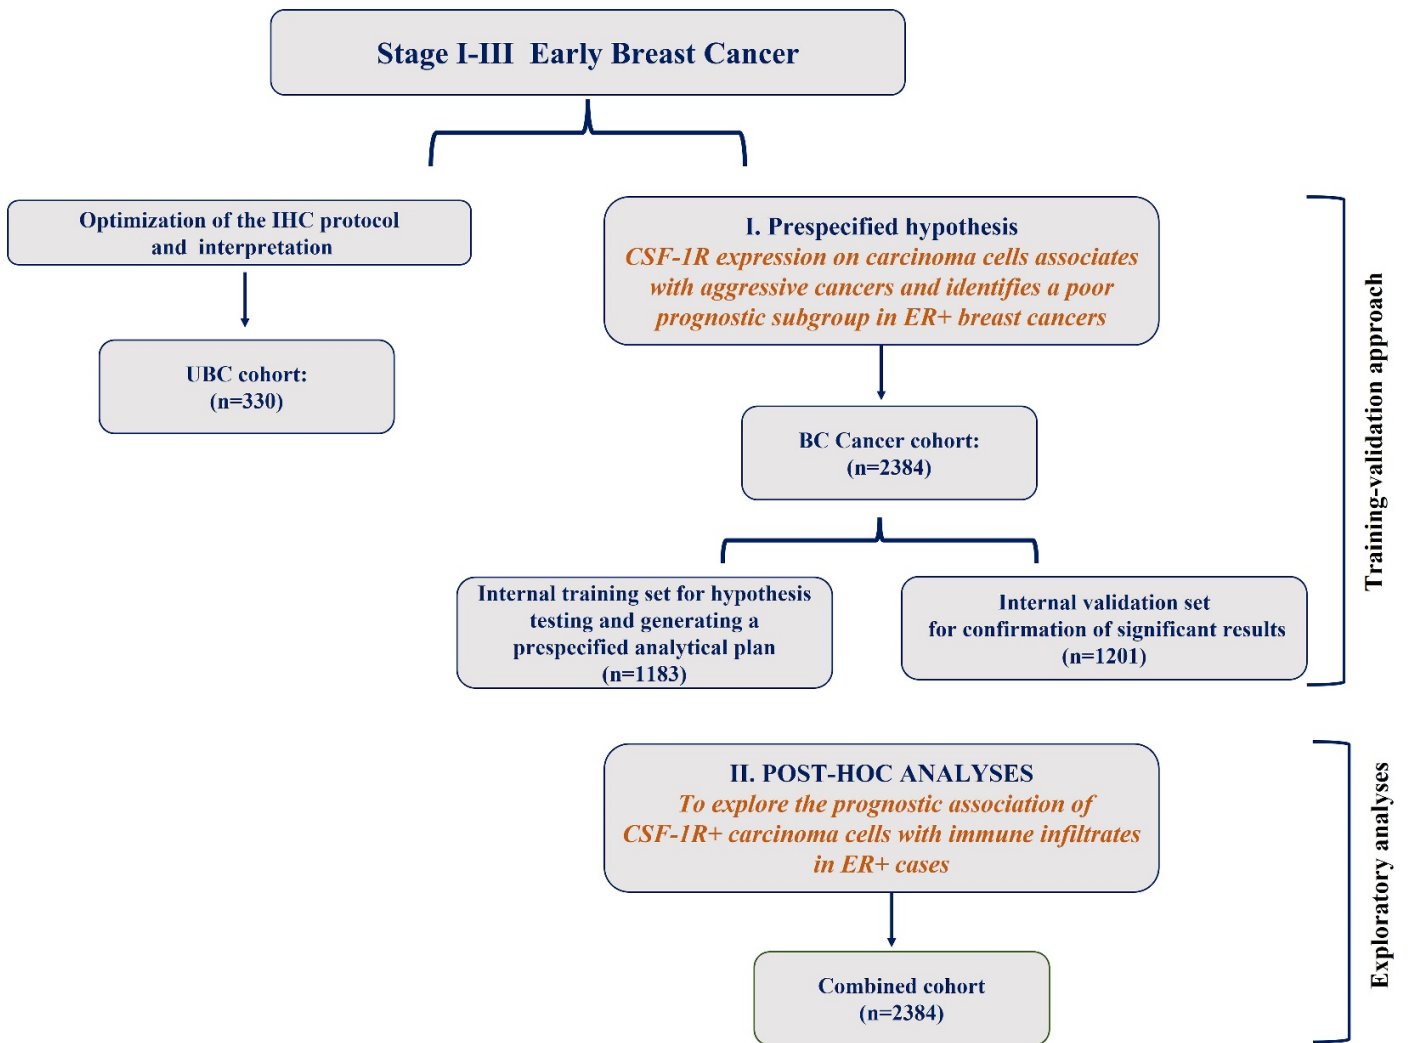 Stage I-III  Early Breast Cancer
Optimization of the IHC protocol
and  interpretation
UBC cohort:
(n=330)
I. Prespecified hypothesis
CSF-1R expression on carcinoma cells associates
with aggressive cancers and identifies a poor
prognostic subgroup in ER+ breast cancers
BC Cancer cohort:
(n=2384)
Internal training set for hypothesis
testing and generating a
prespecified analytical plan
(n=1183)
Internal validation set
for confirmation of significant results
(n=1201)
Training-validation approach
II. POST-HOC ANALYSES
To explore the prognostic association of
CSF-1R+ carcinoma cells with immune infiltrates
in ER+ cases
Combined cohort
(n=2384)
Exploratory analyses